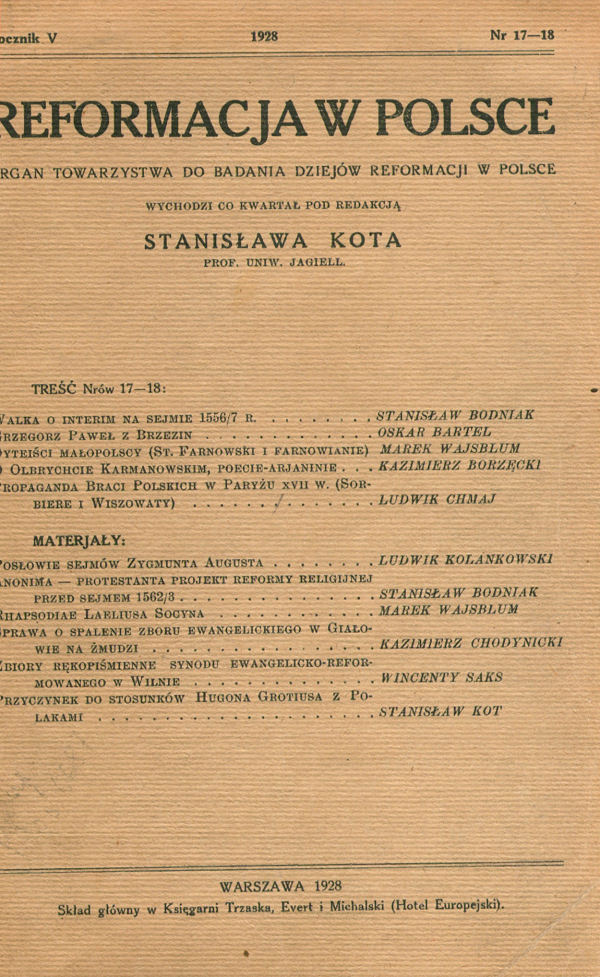 ocznik V 1928 Nr 17—18
REFORMACJA W POLSCE
RGAN TOWARZYSTWA DO BADANIA DZIEJÓW REFORMACJI W POLSCE
WYCHODZI CO KWARTAŁ POD REDAKCJĄ
STANISŁAWA KOTA
PROF. UNIW. JAGIELL.
TREŚĆ Nrów 17—18:
WALKA O INTERIM NA SEJMIE 1556/7 R. . . . . . . . . . STANISŁAW BODNIAK
GRZEGORZ PAWEŁ Z BRZEZIN . . . . . . . . . . . . . OSKAR BARTEL
DYTEIŚCI MAŁOPOLSCY (ST. FARNOWSKI I FARNOWIANIE) MAREK WAJSBLUM
O OLBRYCHCIE KARMANOWSKIM, POECIE-ARJANINIE . . . KAZIMIERZ BORZĘCKI
PROPAGANDA BRACI POLSKICH W PARYŻU XVII W. (SOR-
BIERE I WISZOWATY) . . . . . . . . . . . . . . LUDWIK CHMAJ
MATERJAŁY:
POSŁOWIE SEJMÓW ZYGMUNTA AUGUSTA . . . . . . . . LUDWIK KOLANKOWSKI
ANONIMA — PROTESTANTA PROJEKT REFORMY RELIGIJNEJ
PRZED SEJMEM 1562/3 . . . . . . . . . . . . . . . STANISŁAW BODNIAK
RHAPSODIAE LAELIUSA SOCYNA . . . . . . . . . . . . MAREK WAJSBLUM
SPRAWA O SPALENIE ZBORU EWANGELICKIEGO W GIAŁO-
WIE NA ŻMUDZI . . . . . . . . . . . . . . . . . KAZIMIERZ CHODYNICKI
ZBIORY RĘKOPIŚMIENNE SYNODU EWANGELICKO-REFOR-
MOWANEGO W WILNIE . . . . . . . . . . . . . . WINCENTY SAKS
PRZYCZYNEK DO STOSUNKÓW HUGONA GROTIUSA Z PO-
LAKAMI . . . . . . . . . . . . . . . . . . . . . STANISŁAW KOT
WARSZAWA 1928
Skład główny w Księgarni Trzaska, Evert i Michalski (Hotel Europejski).